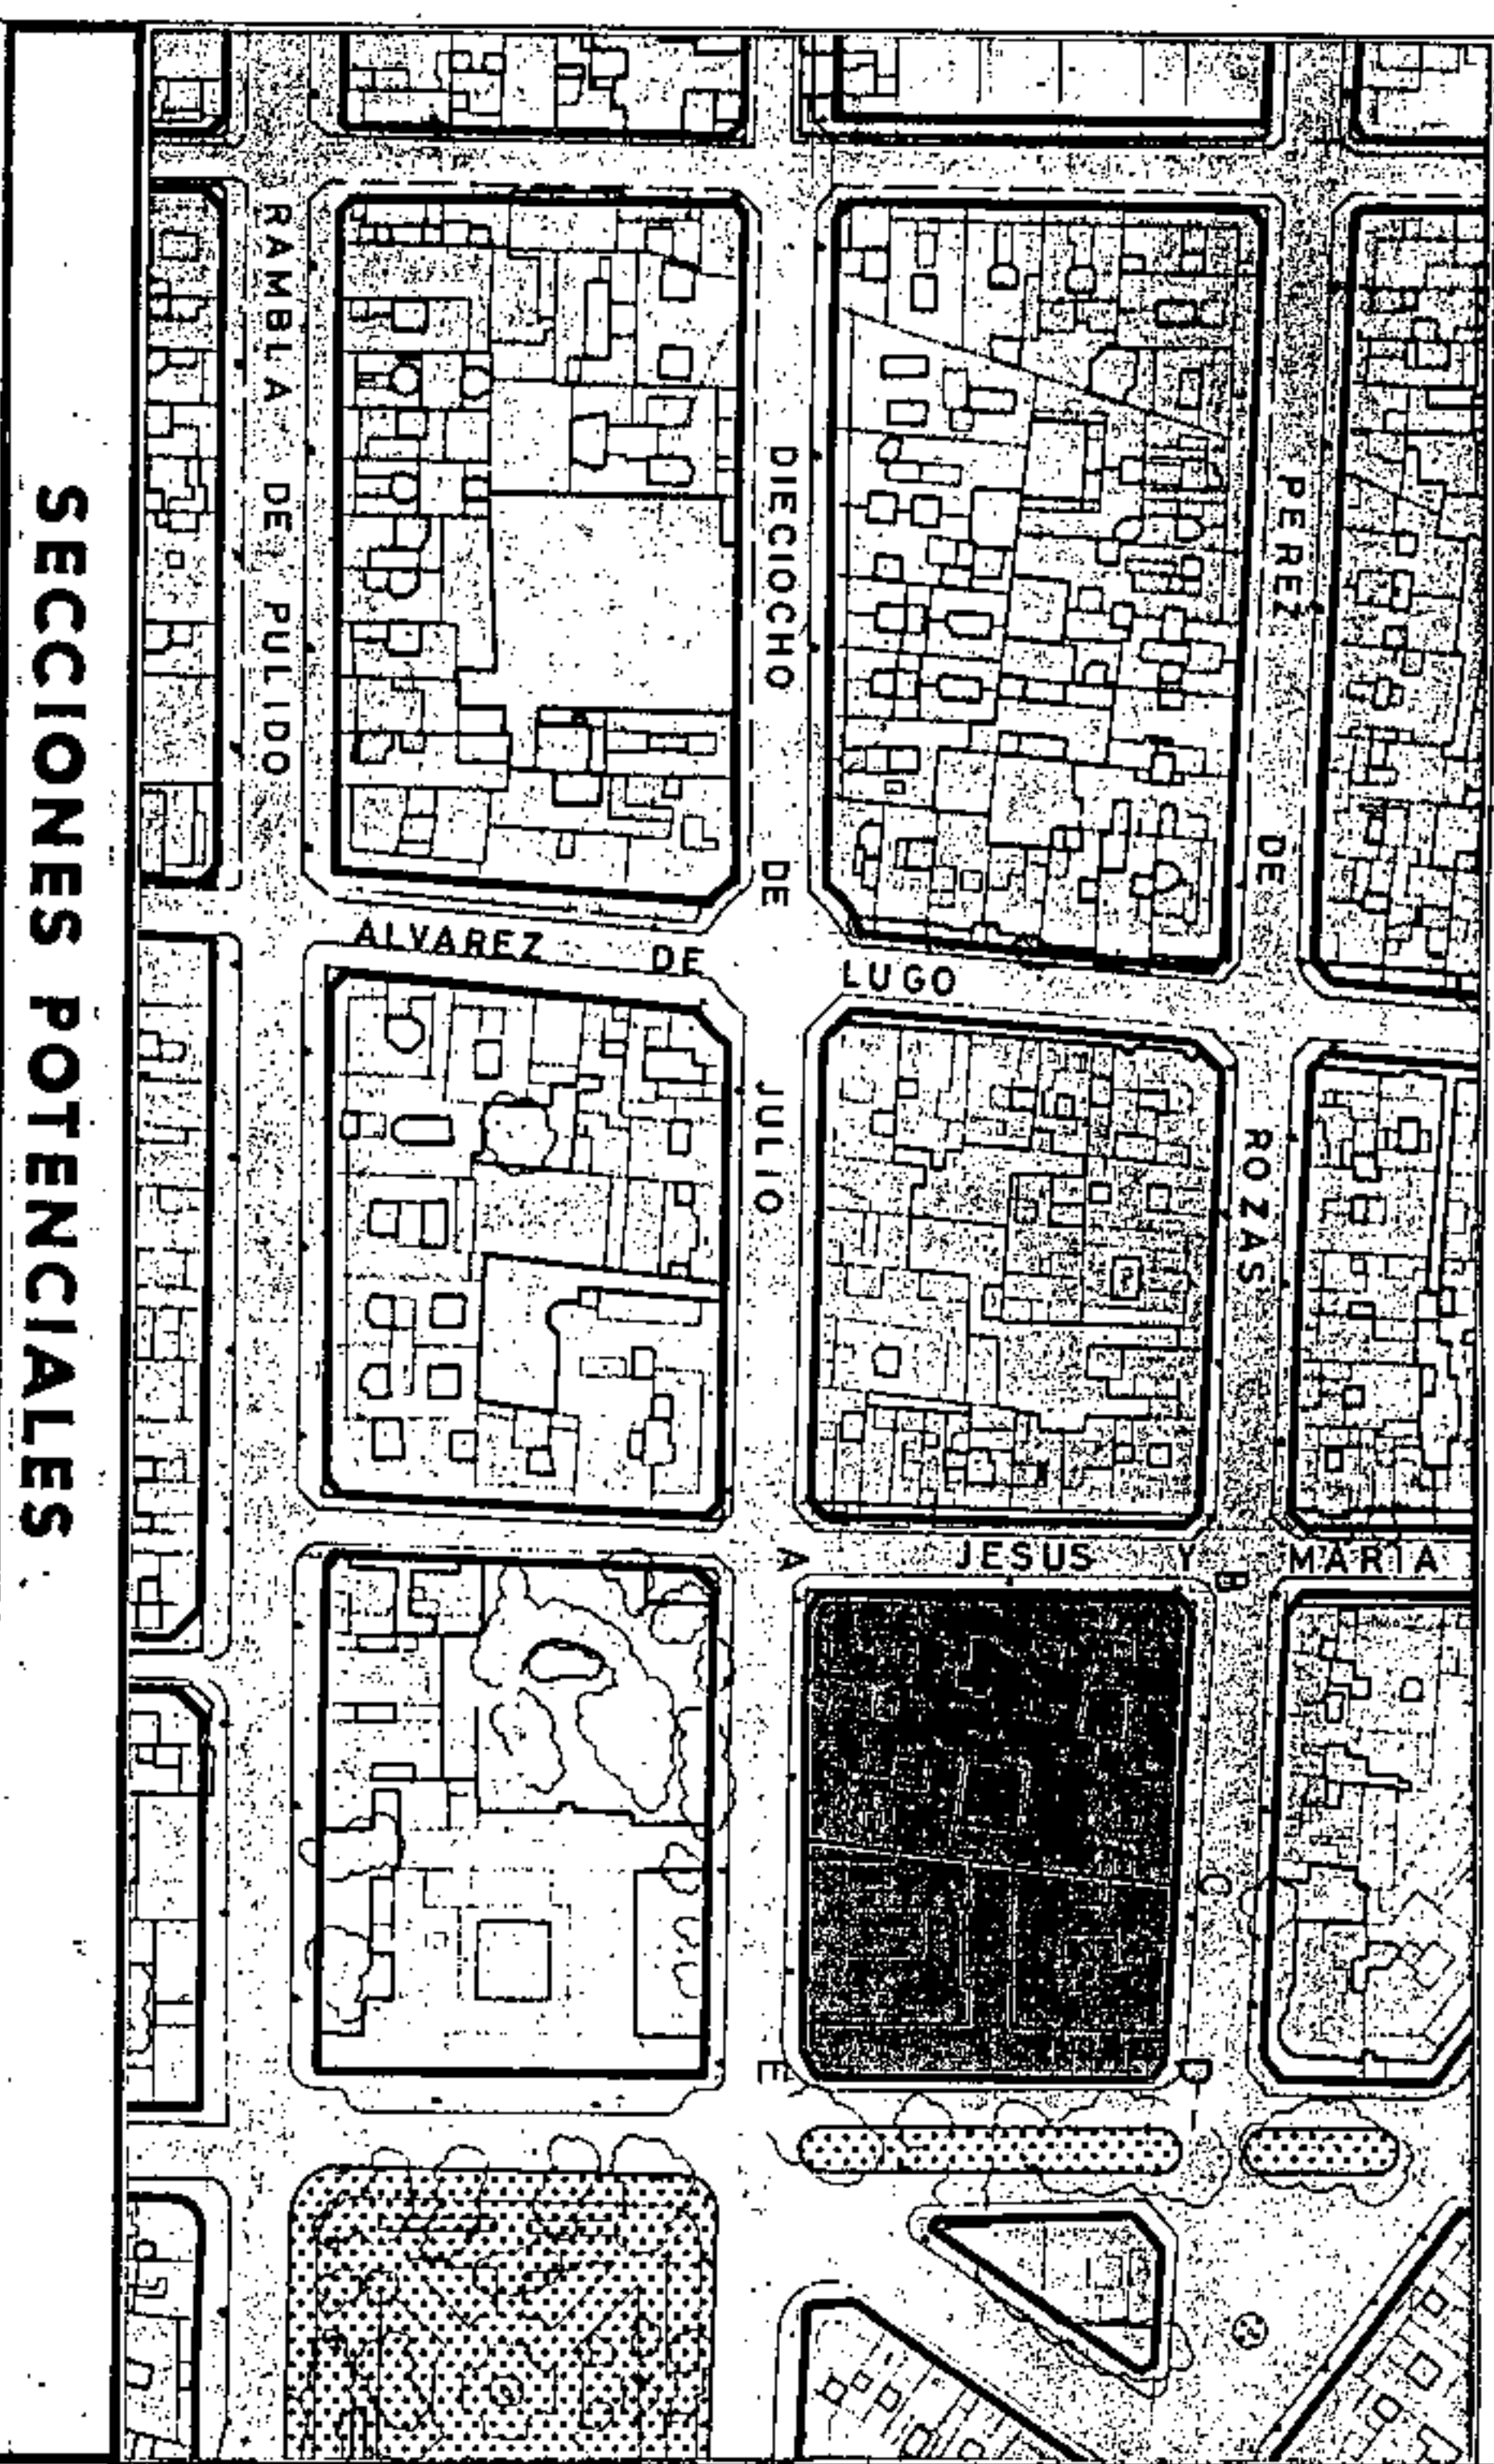 SECCIONES POTENCIALES
RAMBLA DE PULIDO
DIECIOCHO DE JULIO
PEREZ DE ROZAS
ALVAREZ DE LUGO
JESUS Y MARIA
A
B
C
D
E